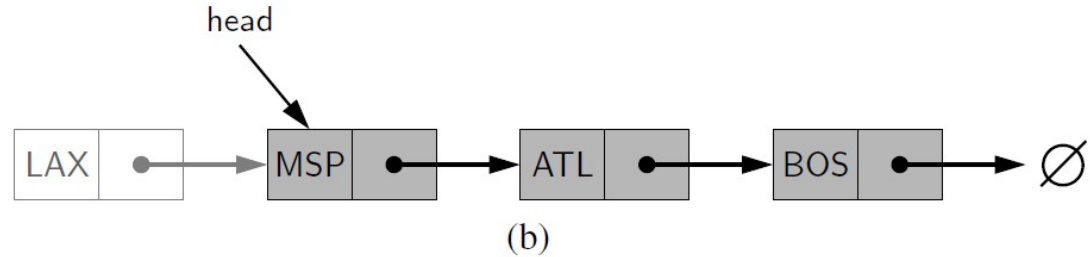 head
LAX MSP ATL BOS ∅
(b)